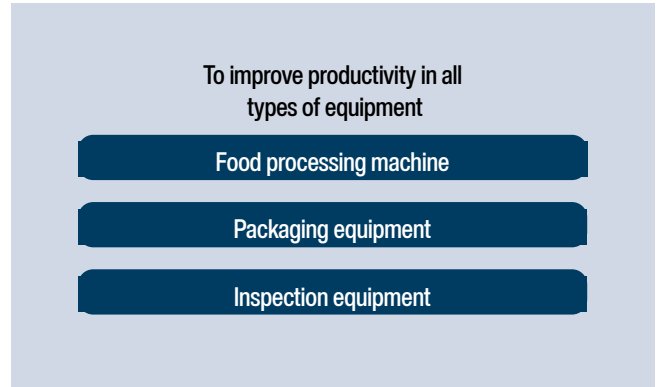 To improve productivity in all
types of equipment
Food processing machine
Packaging equipment
Inspection equipment